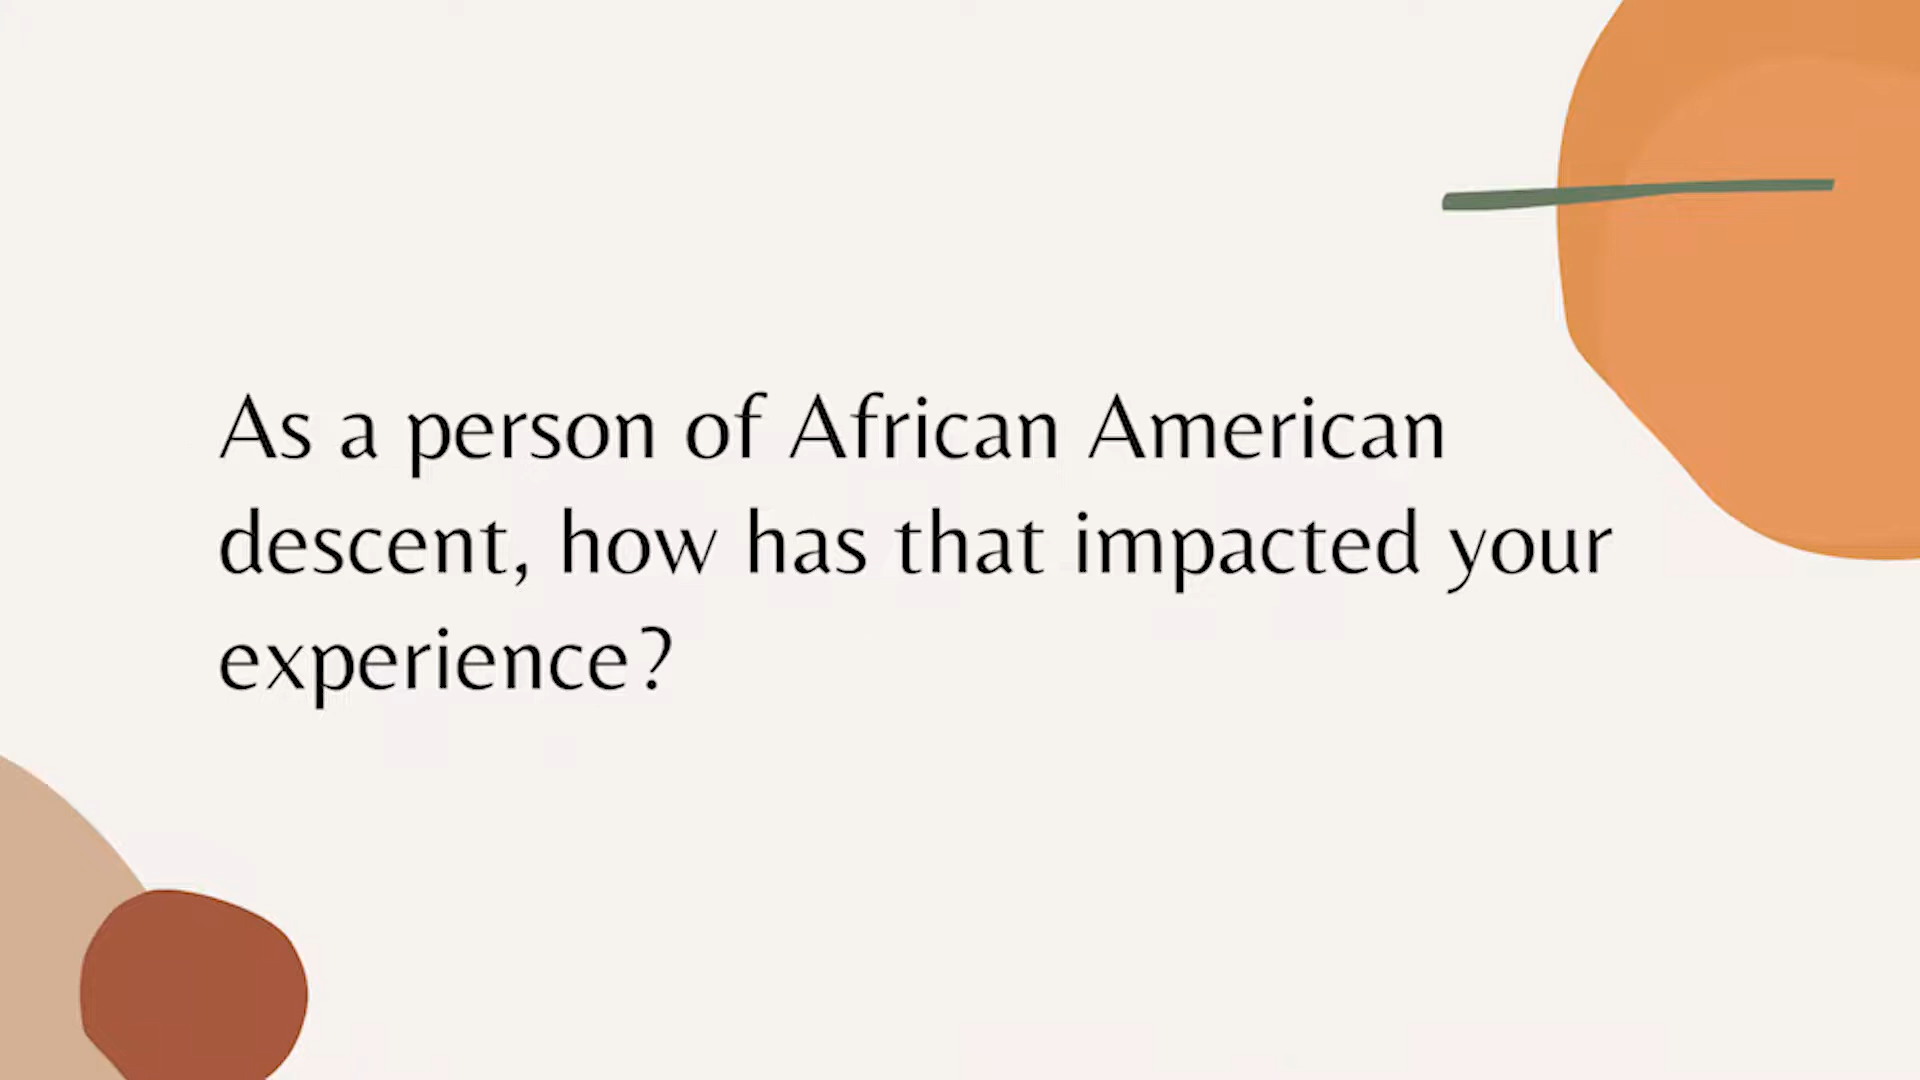 As a person of African American
descent, how has that impacted your
experience?